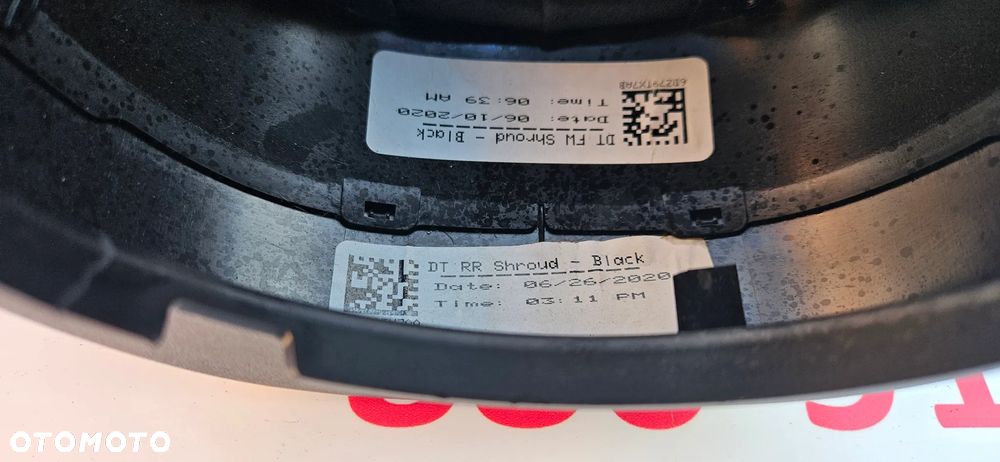 DT FW Shroud - Black
Date: 06/10/2020
Time: 06:39 AM
6DZ79TX7AB
DT RR Shroud - Black
Date: 06/26/2020
Time: 03:11 PM
OTOMOTO